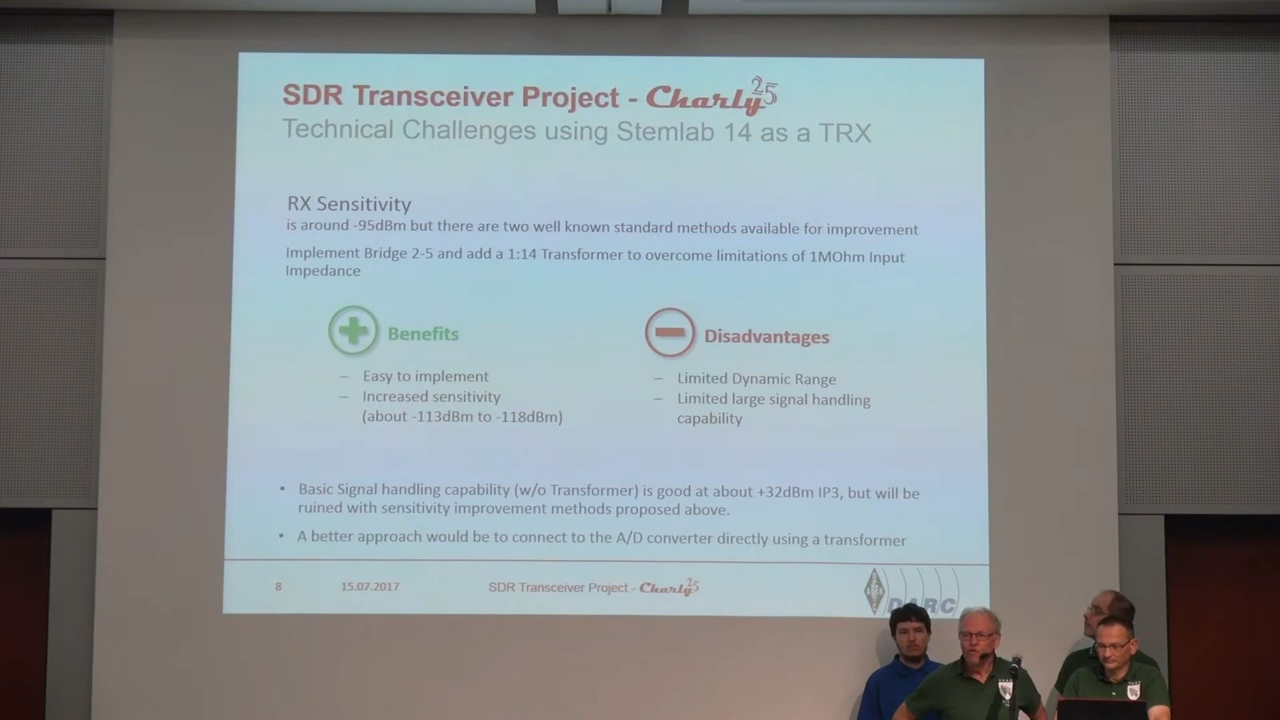 SDR Transceiver Project - Charly 25
Technical Challenges using Stemlab 14 as a TRX
RX Sensitivity
is around -95dBm but there are two well known standard methods available for improvement
Implement Bridge 2-5 and add a 1:14 Transformer to overcome limitations of 1MOhm Input
Impedance
Benefits
Disadvantages
– Easy to implement
– Increased sensitivity
(about -113dBm to -118dBm)
– Limited Dynamic Range
– Limited large signal handling
capability
• Basic Signal handling capability (w/o Transformer) is good at about +32dBm IP3, but will be
ruined with sensitivity improvement methods proposed above.
• A better approach would be to connect to the A/D converter directly using a transformer
8 15.07.2017 SDR Transceiver Project - Charly 25
DARC